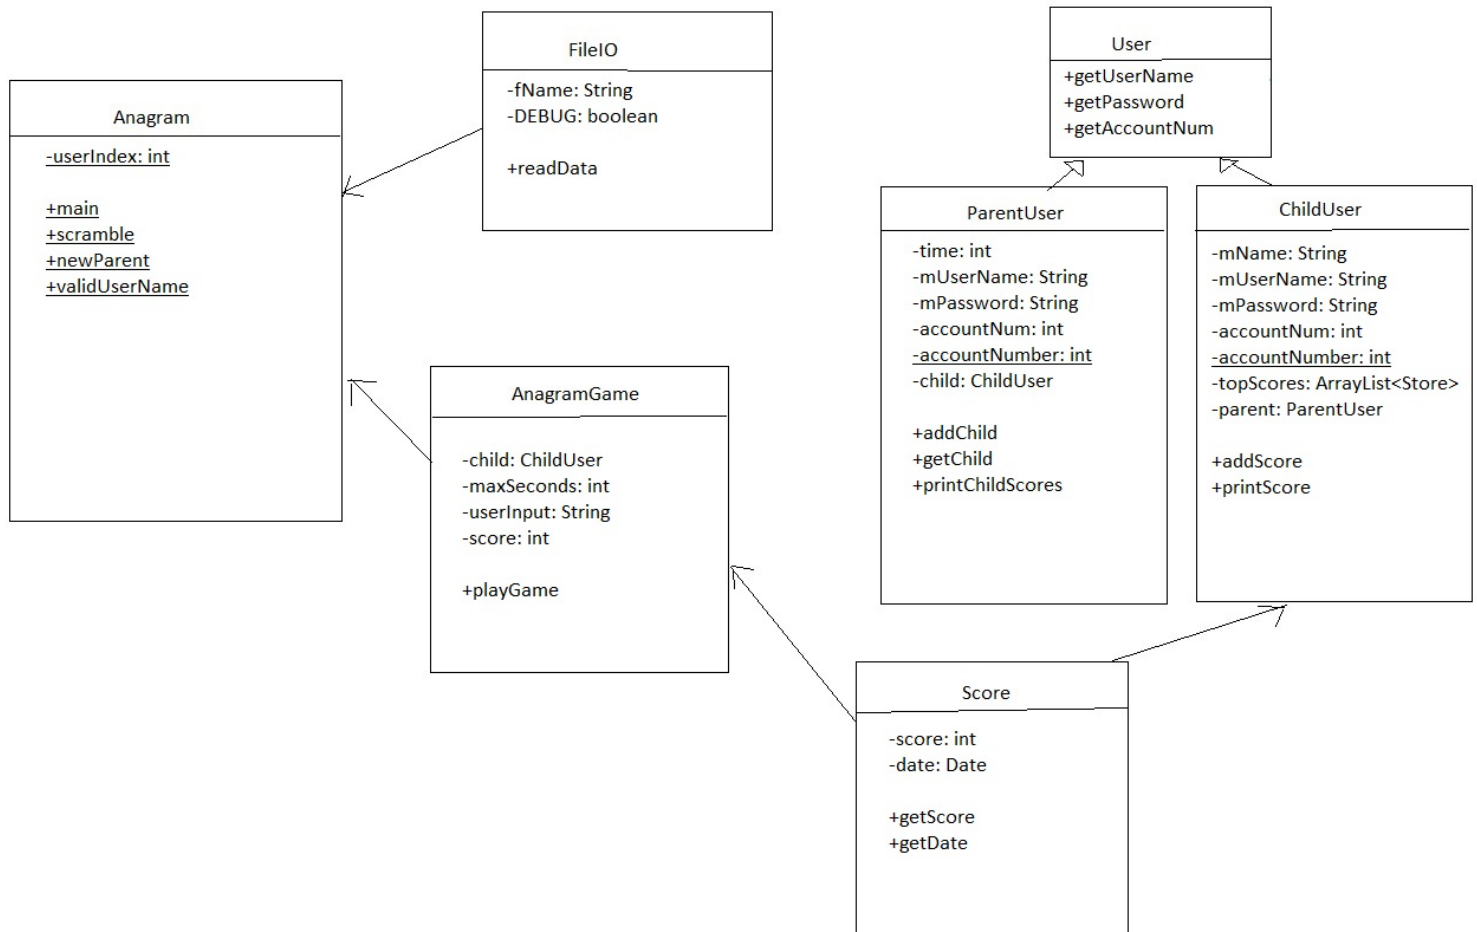 FileIO
-fName: String
-DEBUG: boolean
+readData
User
+getUserName
+getPassword
+getAccountNum
Anagram
-userIndex: int
+main
+scramble
+newParent
+validUserName
ParentUser
-time: int
-mUserName: String
-mPassword: String
-accountNum: int
-accountNumber: int
-child: ChildUser
+addChild
+getChild
+printChildScores
ChildUser
-mName: String
-mUserName: String
-mPassword: String
-accountNum: int
-accountNumber: int
-topScores: ArrayList<Store>
-parent: ParentUser
+addScore
+printScore
AnagramGame
-child: ChildUser
-maxSeconds: int
-userInput: String
-score: int
+playGame
Score
-score: int
-date: Date
+getScore
+getDate